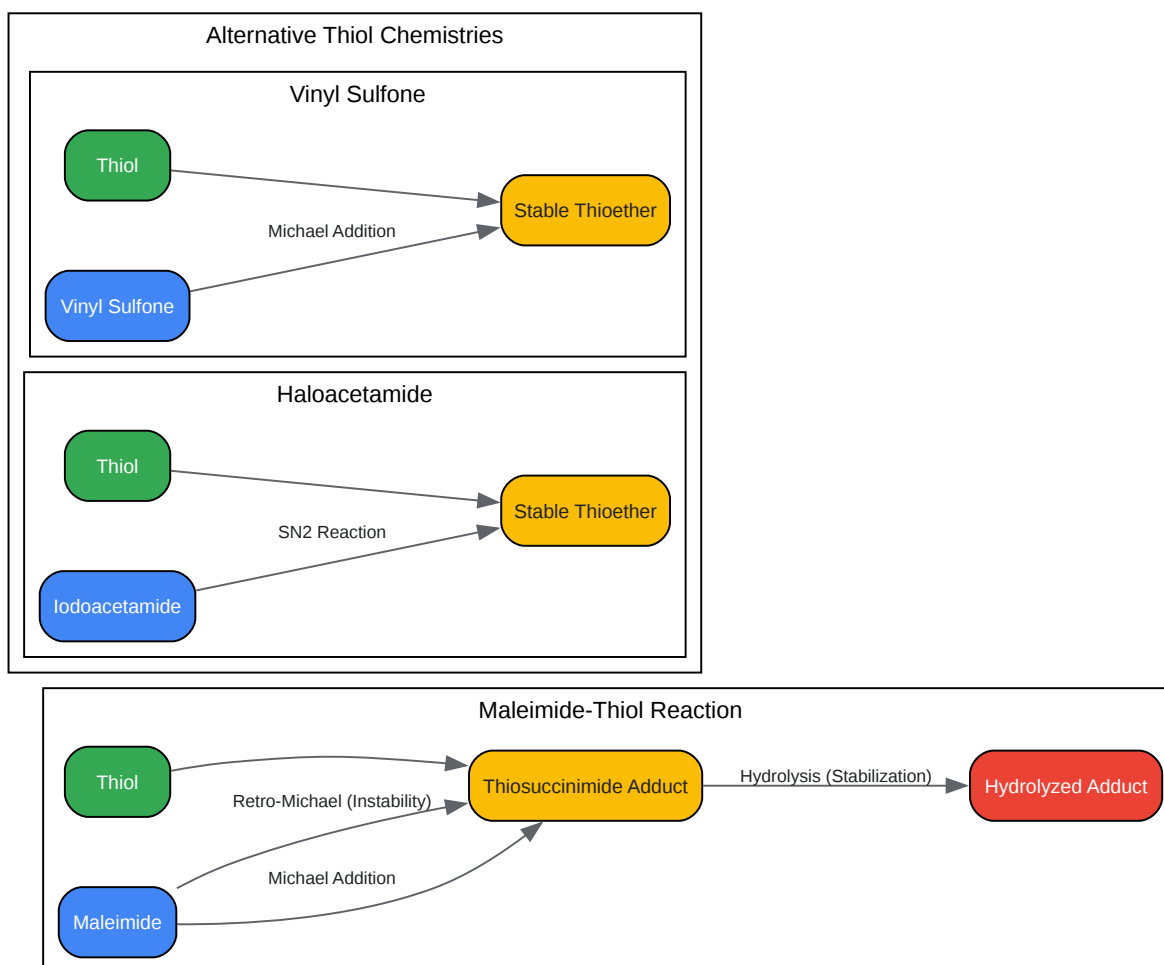 Alternative Thiol Chemistries
Vinyl Sulfone
Thiol
Stable Thioether
Michael Addition
Vinyl Sulfone
Haloacetamide
Thiol
Stable Thioether
SN2 Reaction
Iodoacetamide
Maleimide-Thiol Reaction
Thiol
Thiosuccinimide Adduct
Hydrolysis (Stabilization)
Hydrolyzed Adduct
Retro-Michael (Instability)
Michael Addition
Maleimide